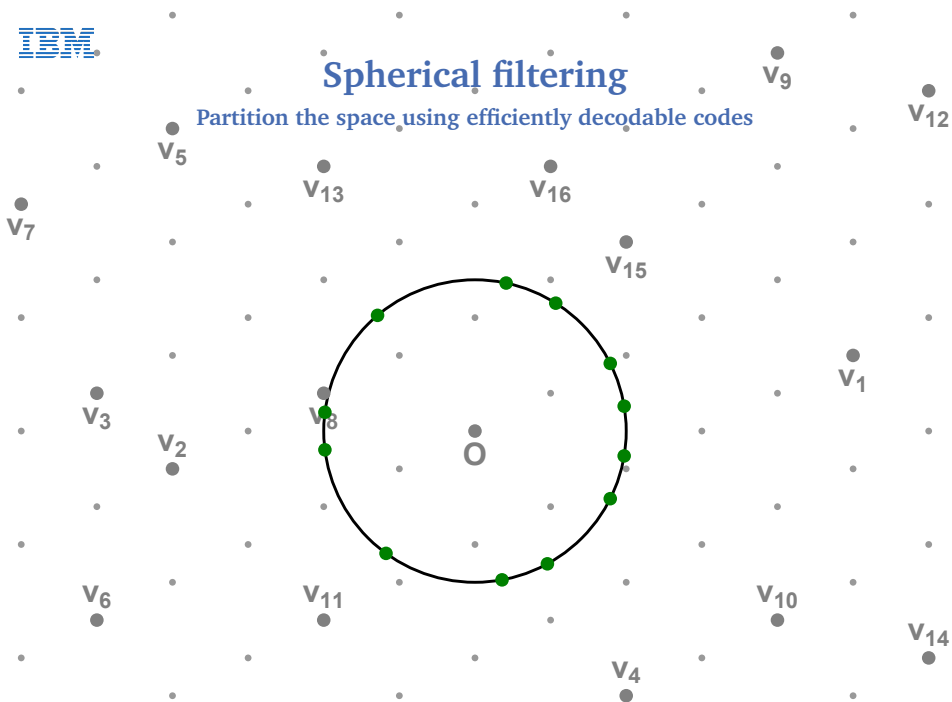 IBM
Spherical filtering
Partition the space using efficiently decodable codes
v9
v12
v5
v13
v16
v7
v15
v1
v3
v8
v2
O
v6
v11
v10
v14
v4